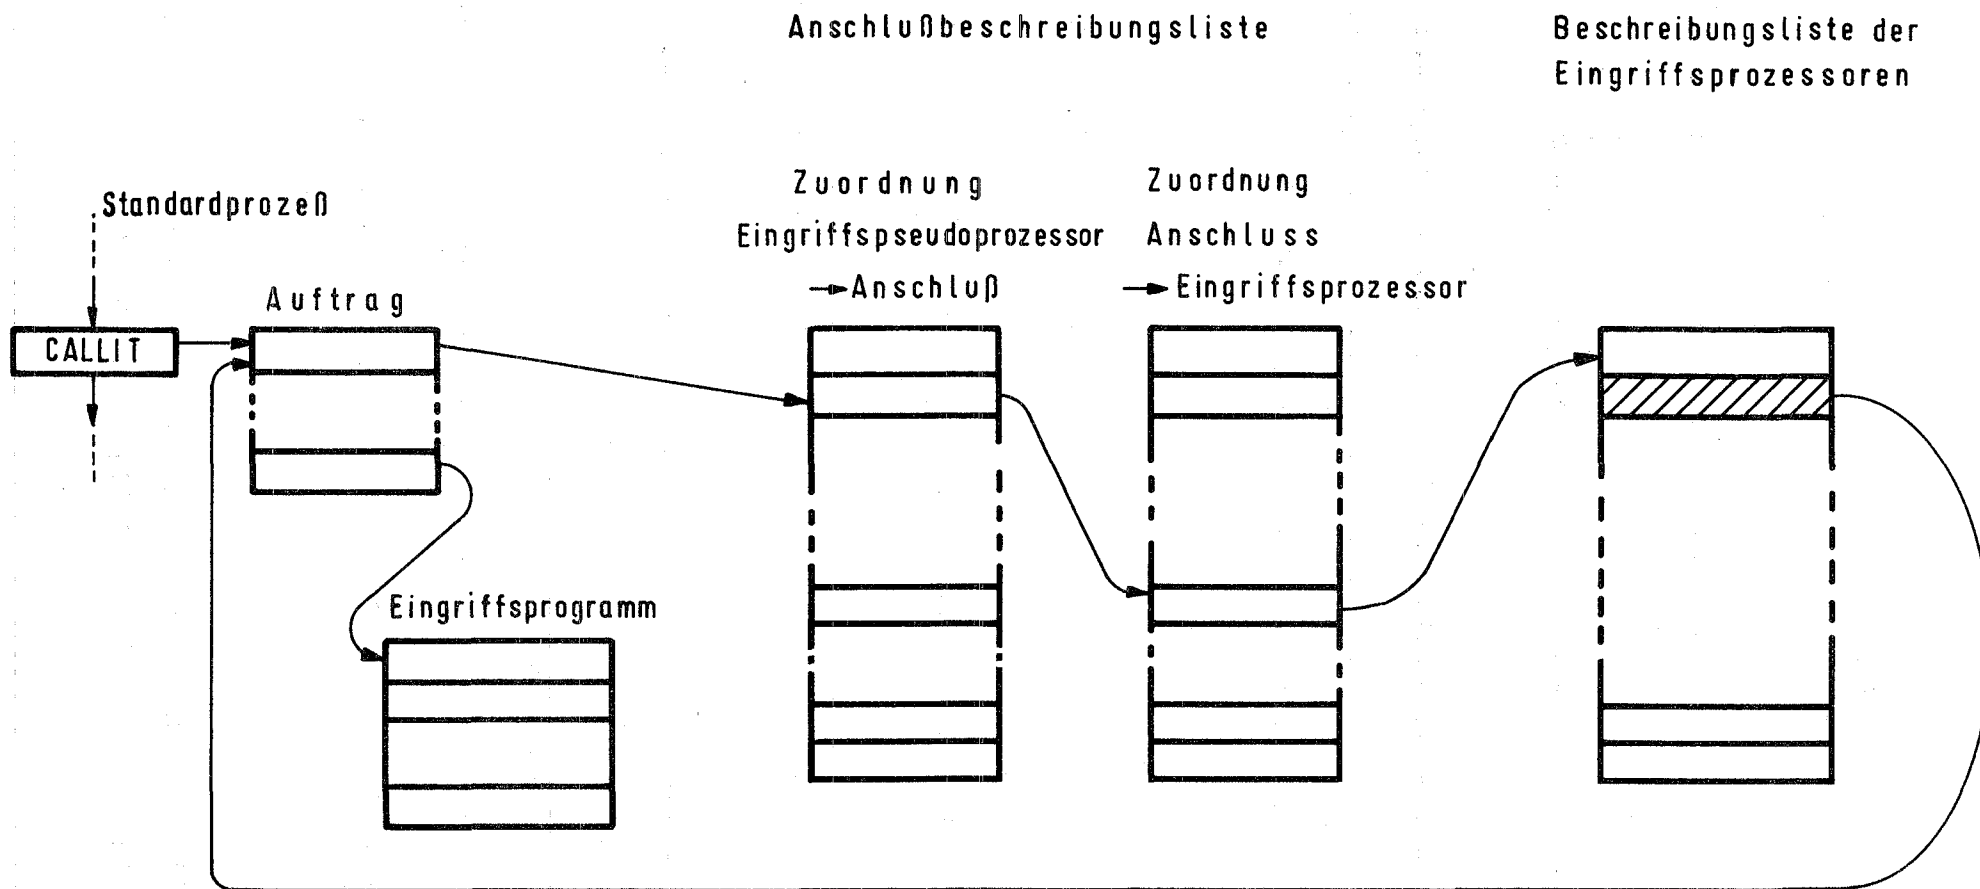 Anschlußbeschreibungsliste
Beschreibungsliste der
Eingriffsprozessoren
Standardprozeß
Zuordnung
Eingriffspseudoprozessor
→Anschluß
Zuordnung
Anschluss
→Eingriffsprozessor
CALLIT
Auftrag
Eingriffsprogramm